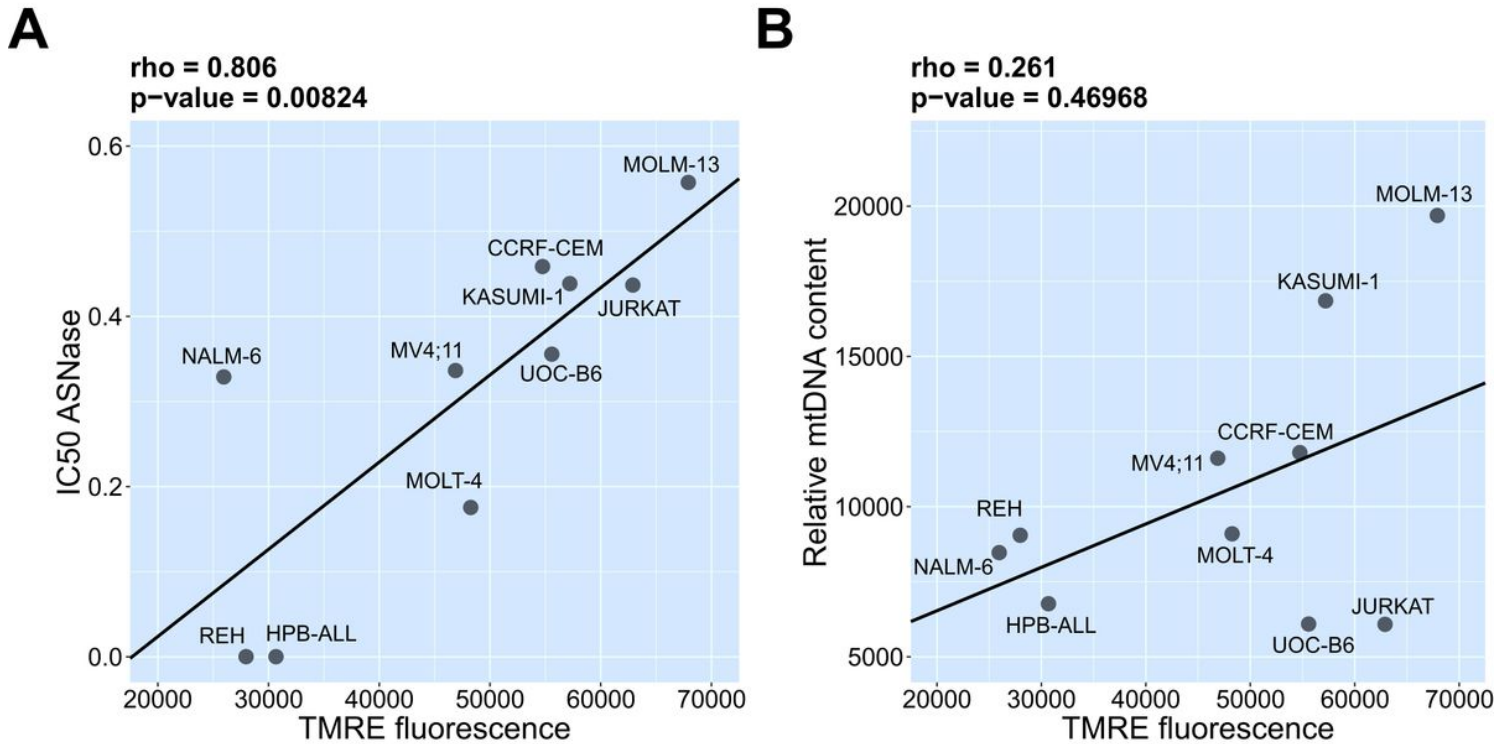 A
rho = 0.806
p−value = 0.00824
IC50 ASNase
0.6
0.4
0.2
0.0
MOLM-13
CCRF-CEM
KASUMI-1
JURKAT
NALM-6
MV4;11
UOC-B6
MOLT-4
REH
HPB-ALL
20000 30000 40000 50000 60000 70000
TMRE fluorescence
B
rho = 0.261
p−value = 0.46968
Relative mtDNA content
20000
15000
10000
5000
MOLM-13
KASUMI-1
CCRF-CEM
MV4;11
REH
NALM-6
MOLT-4
HPB-ALL
JURKAT
UOC-B6
20000 30000 40000 50000 60000 70000
TMRE fluorescence